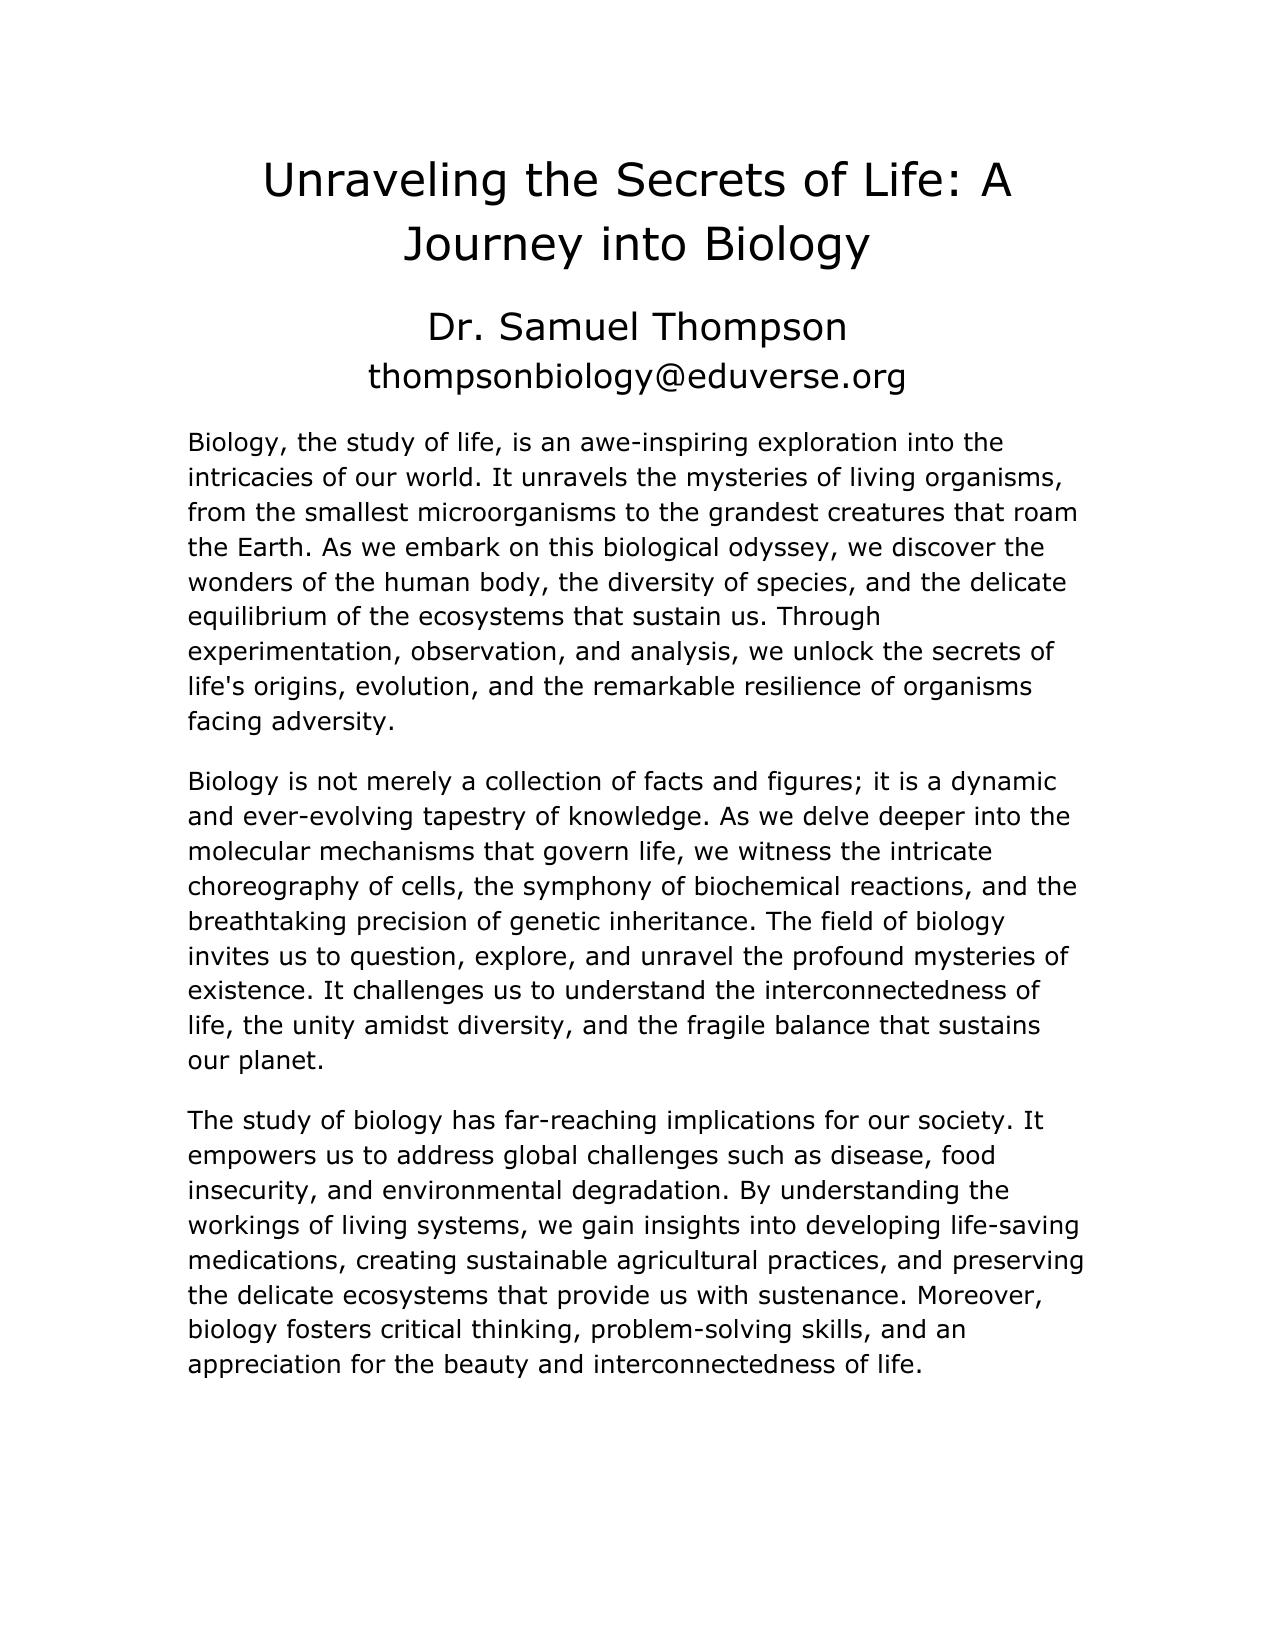 Unraveling the Secrets of Life: A
Journey into Biology
Dr. Samuel Thompson
thompsonbiology@eduverse.org
Biology, the study of life, is an awe-inspiring exploration into the
intricacies of our world. It unravels the mysteries of living organisms,
from the smallest microorganisms to the grandest creatures that roam
the Earth. As we embark on this biological odyssey, we discover the
wonders of the human body, the diversity of species, and the delicate
equilibrium of the ecosystems that sustain us. Through
experimentation, observation, and analysis, we unlock the secrets of
life's origins, evolution, and the remarkable resilience of organisms
facing adversity.
Biology is not merely a collection of facts and figures; it is a dynamic
and ever-evolving tapestry of knowledge. As we delve deeper into the
molecular mechanisms that govern life, we witness the intricate
choreography of cells, the symphony of biochemical reactions, and the
breathtaking precision of genetic inheritance. The field of biology
invites us to question, explore, and unravel the profound mysteries of
existence. It challenges us to understand the interconnectedness of
life, the unity amidst diversity, and the fragile balance that sustains
our planet.
The study of biology has far-reaching implications for our society. It
empowers us to address global challenges such as disease, food
insecurity, and environmental degradation. By understanding the
workings of living systems, we gain insights into developing life-saving
medications, creating sustainable agricultural practices, and preserving
the delicate ecosystems that provide us with sustenance. Moreover,
biology fosters critical thinking, problem-solving skills, and an
appreciation for the beauty and interconnectedness of life.